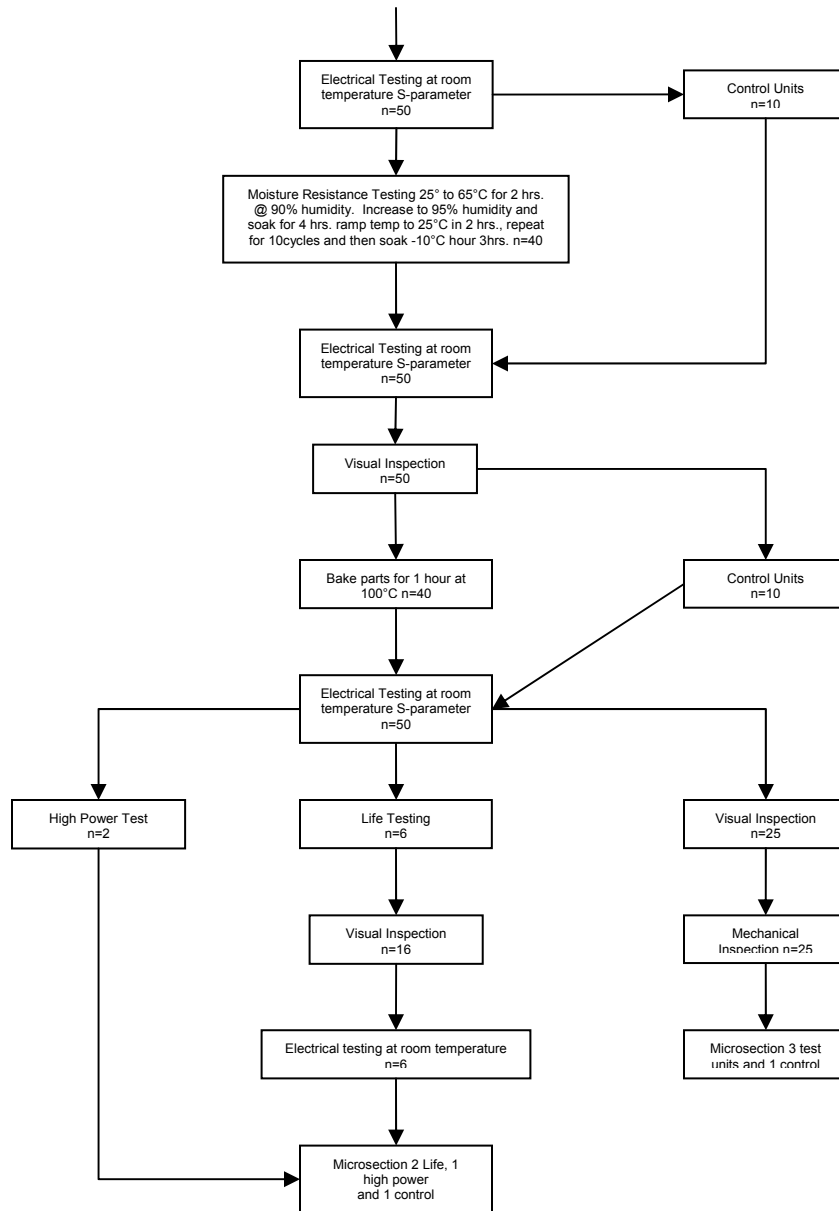 Electrical Testing at room
temperature S-parameter
n=50
Control Units
n=10
Moisture Resistance Testing 25° to 65°C for 2 hrs.
@ 90% humidity.  Increase to 95% humidity and
soak for 4 hrs. ramp temp to 25°C in 2 hrs., repeat
for 10cycles and then soak -10°C hour 3hrs. n=40
Electrical Testing at room
temperature S-parameter
n=50
Visual Inspection
n=50
Bake parts for 1 hour at
100°C n=40
Control Units
n=10
Electrical Testing at room
temperature S-parameter
n=50
High Power Test
n=2
Life Testing
n=6
Visual Inspection
n=25
Visual Inspection
n=16
Mechanical
Inspection n=25
Electrical testing at room temperature
n=6
Microsection 3 test
units and 1 control
Microsection 2 Life, 1
high power
and 1 control